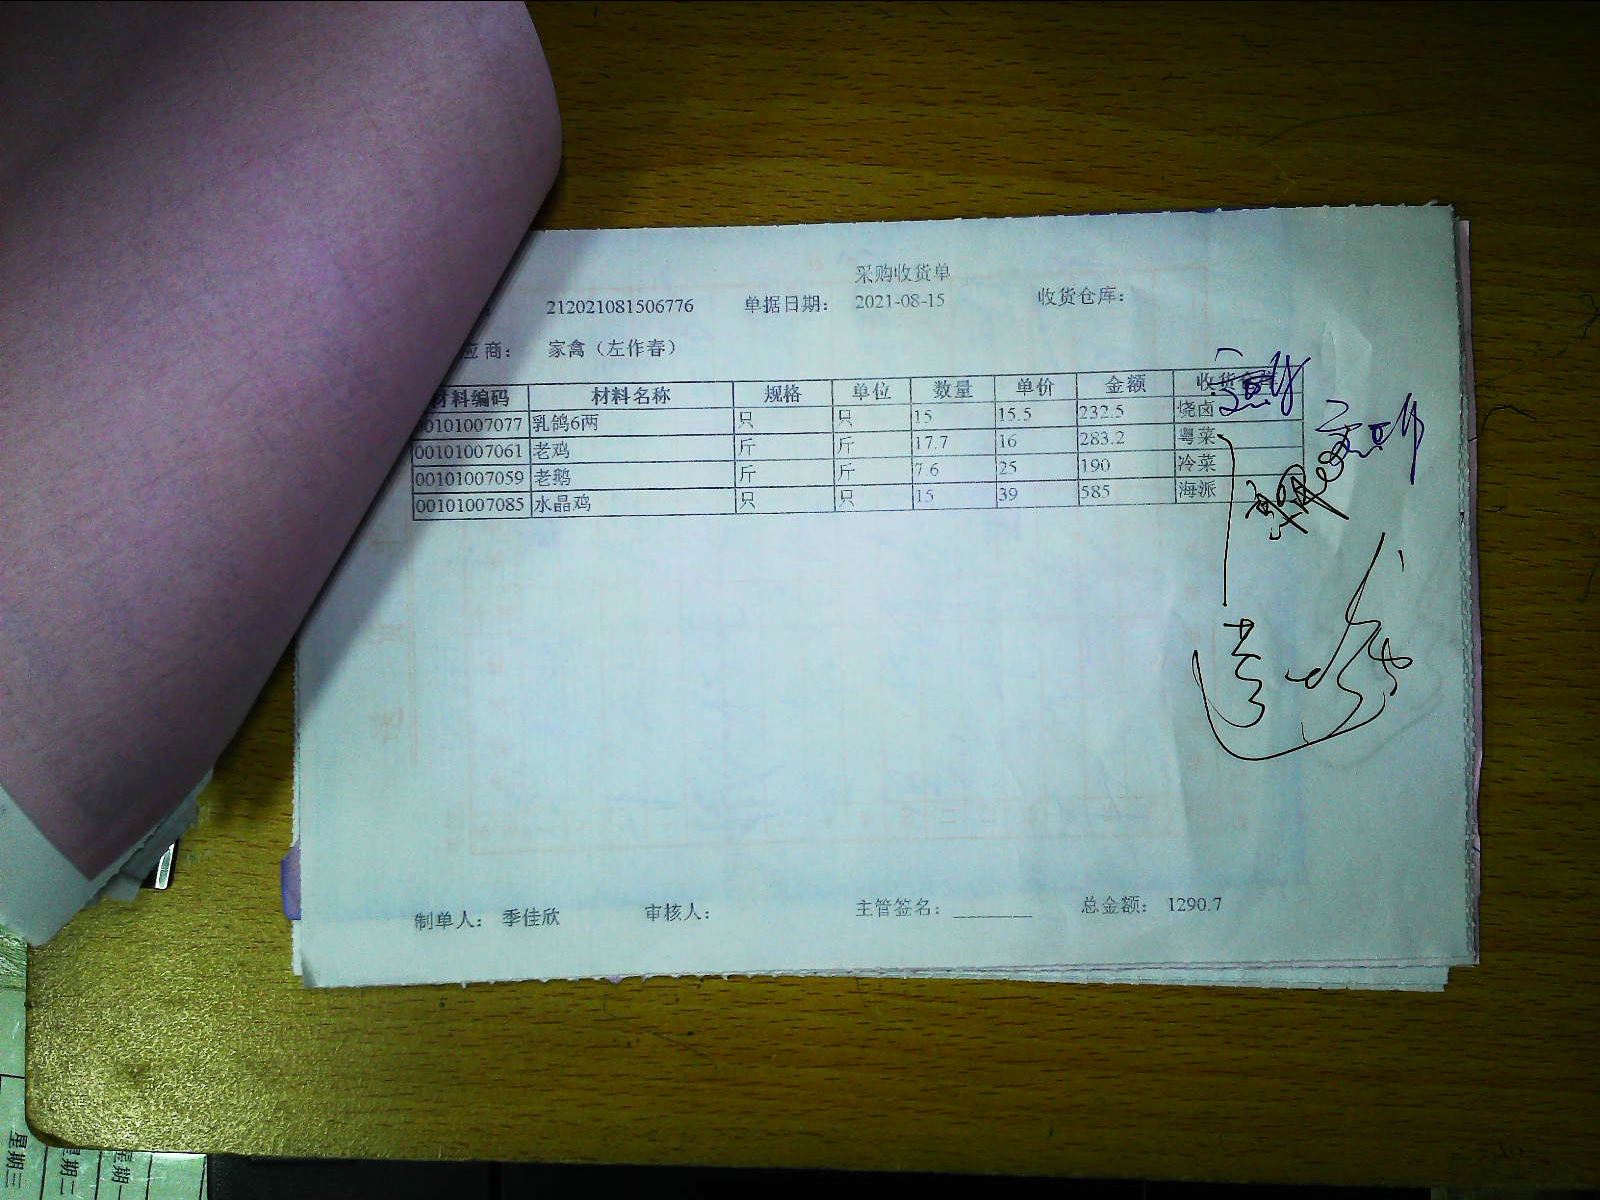 采购收货单
212021081506776 单据日期： 2021-08-15 收货仓库：
应商： 家禽（左作春）
材料编码 材料名称 规格 单位 数量 单价 金额 收货
00101007077 乳鸽6两 只 只 15 15.5 232.5 烧卤
00101007061 老鸡 斤 斤 17.7 16 283.2 粤菜
00101007059 老鹅 斤 斤 7.6 25 190 冷菜
00101007085 水晶鸡 只 只 15 39 585 海派
制单人： 季佳欣 审核人： 主管签名： 总金额： 1290.7
星期三 星期二 星期一